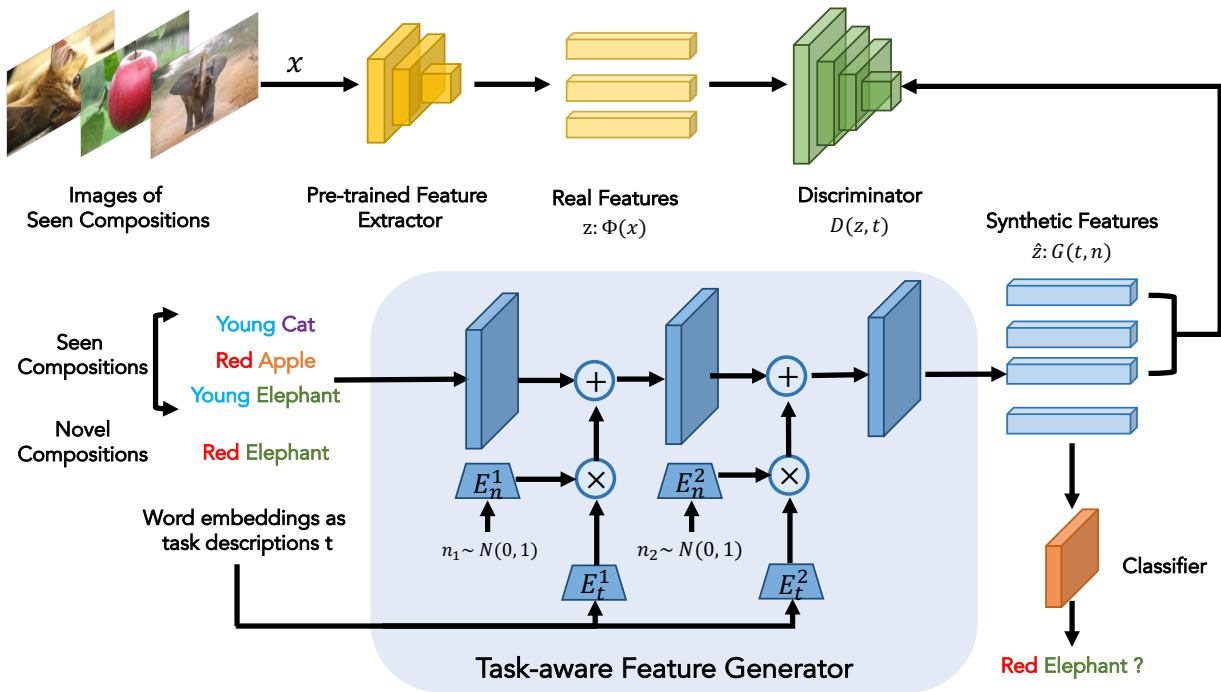 x
Images of
Seen Compositions
Pre-trained Feature
Extractor
Real Features
z: Φ(x)
Discriminator
D(z, t)
Synthetic Features
ẑ: G(t, n)
Seen
Compositions
Young Cat
Red Apple
Young Elephant
Novel
Compositions
Red Elephant
Word embeddings as
task descriptions t
+
+
×
×
E_n^1
E_n^2
n₁~ N(0, 1)
n₂~ N(0, 1)
E_t^1
E_t^2
Task-aware Feature Generator
Classifier
Red Elephant ?